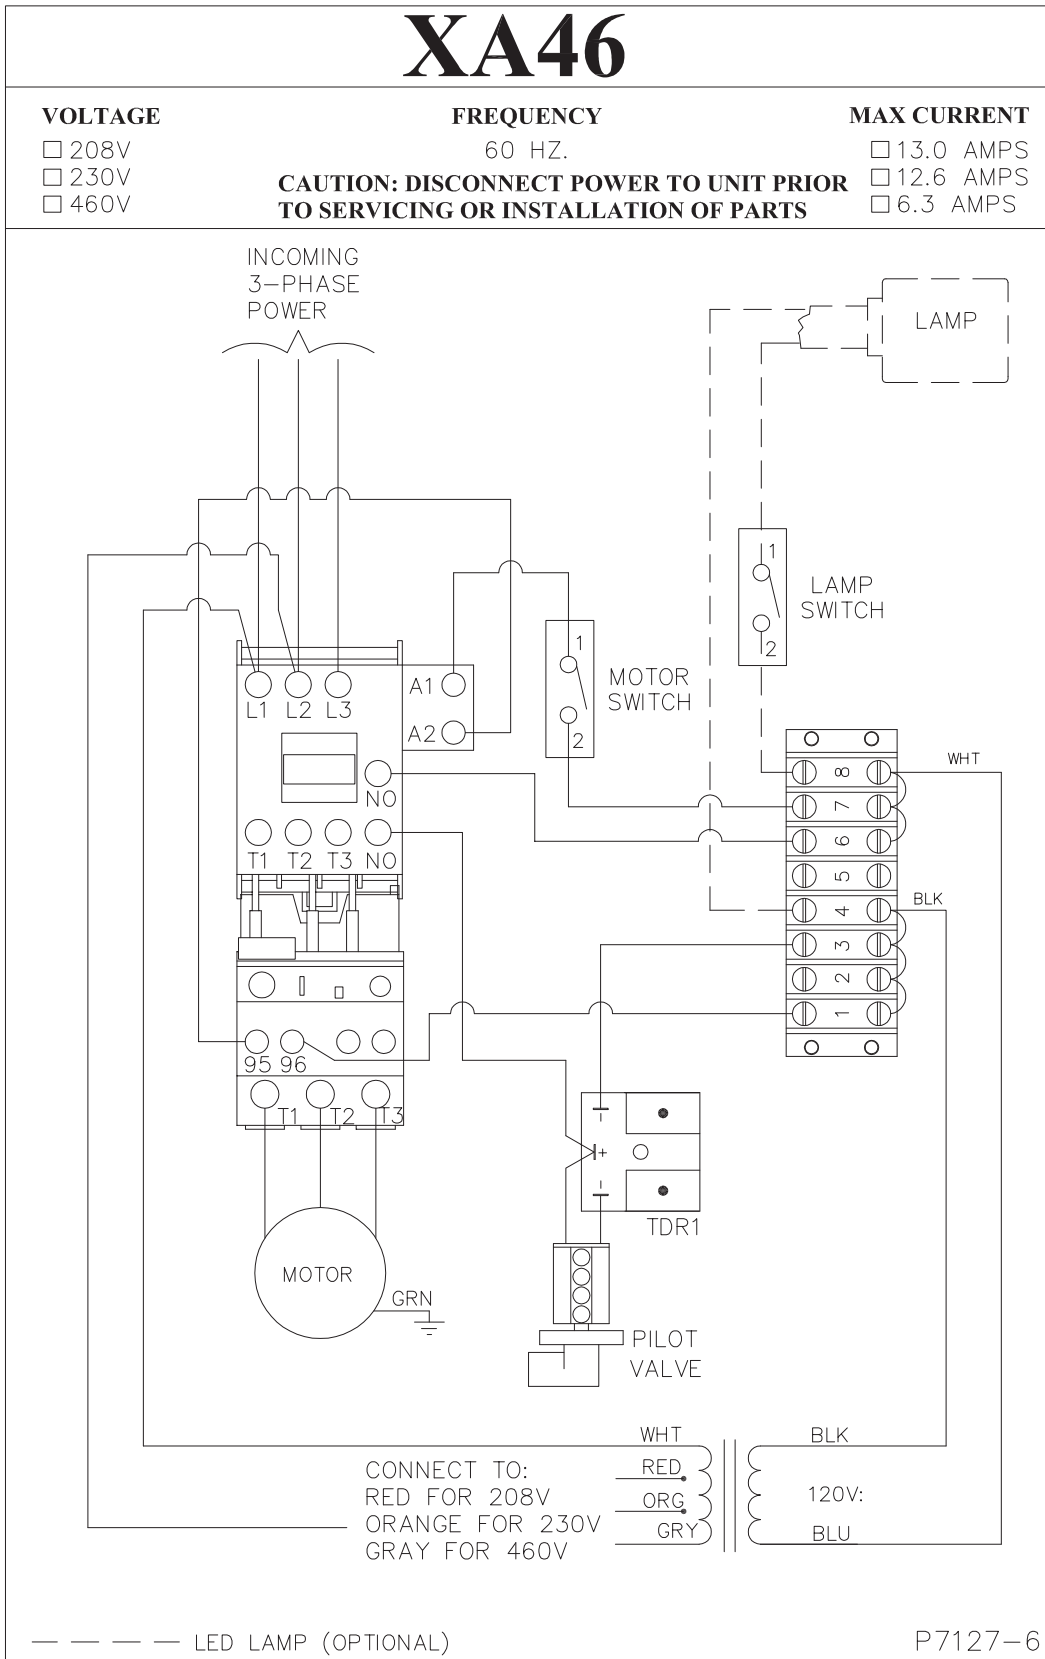 XA46
VOLTAGE
208V
230V
460V
FREQUENCY
60 HZ.
CAUTION: DISCONNECT POWER TO UNIT PRIOR
TO SERVICING OR INSTALLATION OF PARTS
MAX CURRENT
13.0 AMPS
12.6 AMPS
6.3 AMPS
INCOMING
3-PHASE
POWER
LAMP
1
LAMP
SWITCH
2
1
MOTOR
SWITCH
2
L1 L2 L3
A1
A2
NO
T1 T2 T3 NO
WHT
8
7
6
5
4
BLK
3
2
1
95 96
T1 T2 T3
MOTOR
GRN
-
+
-
TDR1
PILOT
VALVE
WHT
RED
ORG
GRY
BLK
120V:
BLU
CONNECT TO:
RED FOR 208V
ORANGE FOR 230V
GRAY FOR 460V
LED LAMP (OPTIONAL)
P7127-6